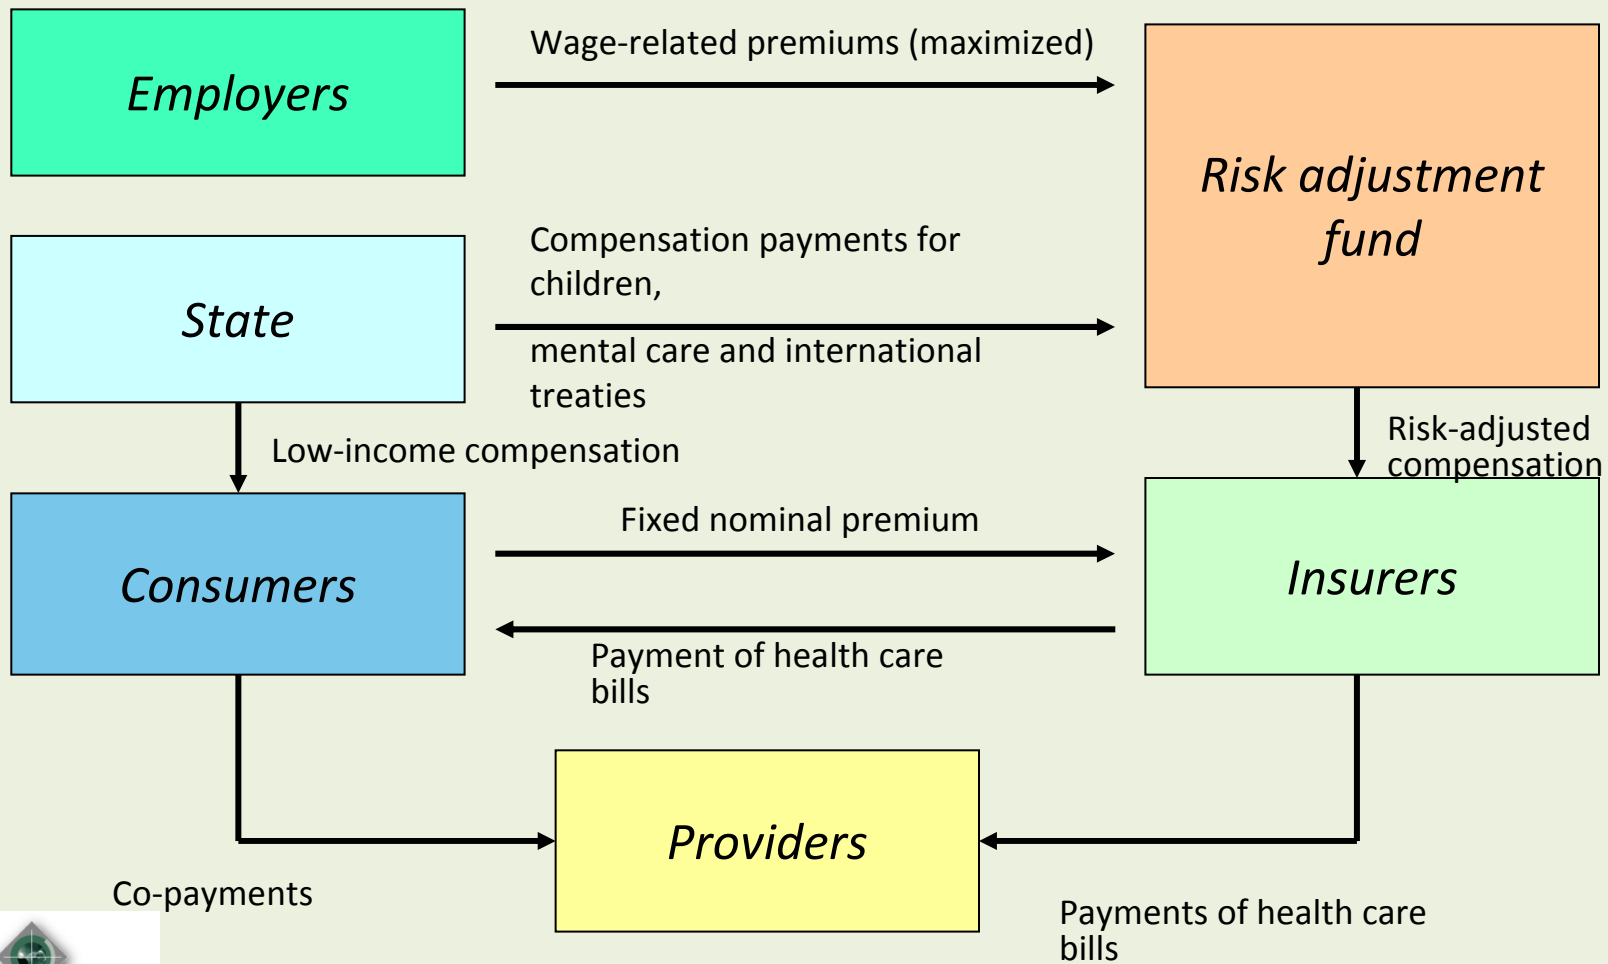 Employers
Wage-related premiums (maximized)
Risk adjustment
fund
State
Compensation payments for
children,
mental care and international
treaties
Low-income compensation
Risk-adjusted
compensation
Consumers
Fixed nominal premium
Insurers
Payment of health care
bills
Providers
Co-payments
Payments of health care
bills